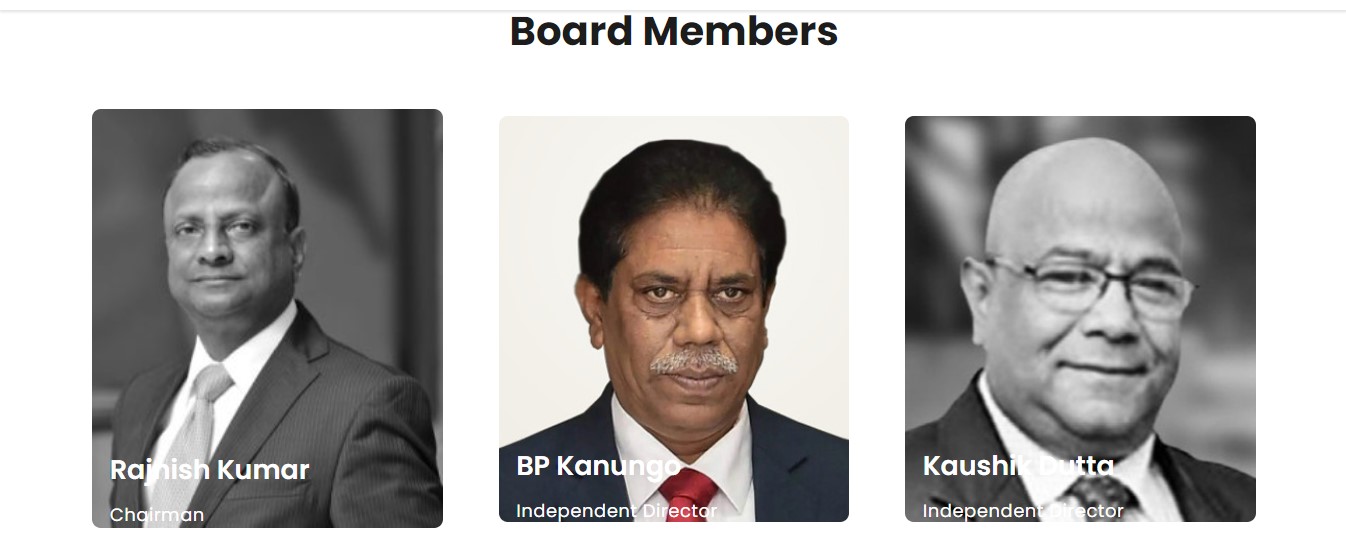 Board Members
Rajnish Kumar
Chairman
BP Kanungo
Independent Director
Kaushik Dutta
Independent Director